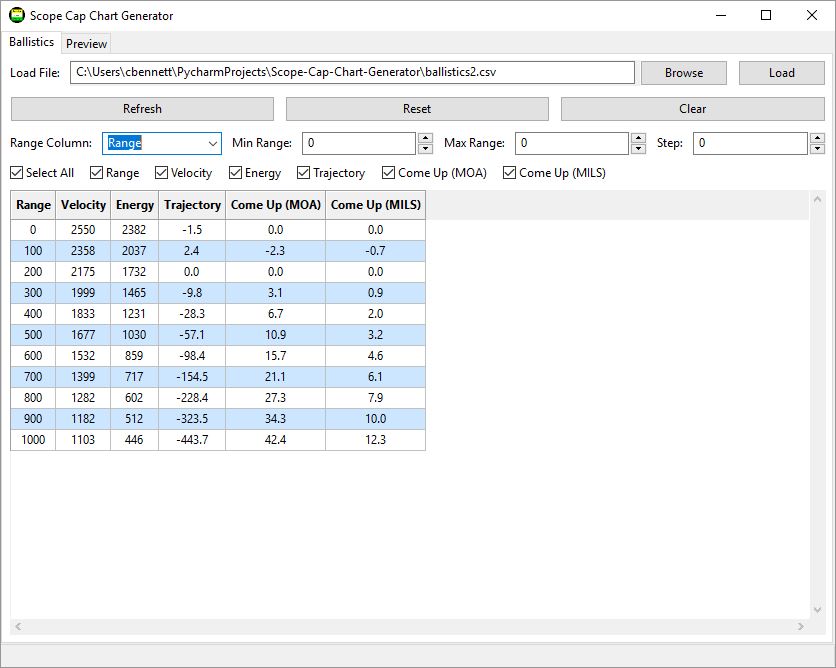 Scope Cap Chart Generator
Ballistics Preview
Load File: C:\Users\cbennett\PycharmProjects\Scope-Cap-Chart-Generator\ballistics2.csv Browse Load
Refresh Reset Clear
Range Column: Range Min Range: 0 Max Range: 0 Step: 0
Select All Range Velocity Energy Trajectory Come Up (MOA) Come Up (MILS)
Range Velocity Energy Trajectory Come Up (MOA) Come Up (MILS)
0 2550 2382 -1.5 0.0 0.0
100 2358 2037 2.4 -2.3 -0.7
200 2175 1732 0.0 0.0 0.0
300 1999 1465 -9.8 3.1 0.9
400 1833 1231 -28.3 6.7 2.0
500 1677 1030 -57.1 10.9 3.2
600 1532 859 -98.4 15.7 4.6
700 1399 717 -154.5 21.1 6.1
800 1282 602 -228.4 27.3 7.9
900 1182 512 -323.5 34.3 10.0
1000 1103 446 -443.7 42.4 12.3